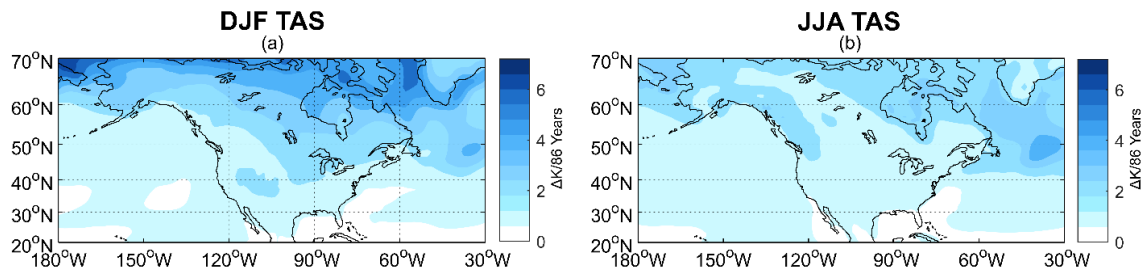 DJF TAS
(a)
70°N
60°N
50°N
40°N
30°N
20°N
180°W
150°W
120°W
90°W
60°W
30°W
6
4
2
0
ΔK/86 Years
JJA TAS
(b)
70°N
60°N
50°N
40°N
30°N
20°N
180°W
150°W
120°W
90°W
60°W
30°W
6
4
2
0
ΔK/86 Years